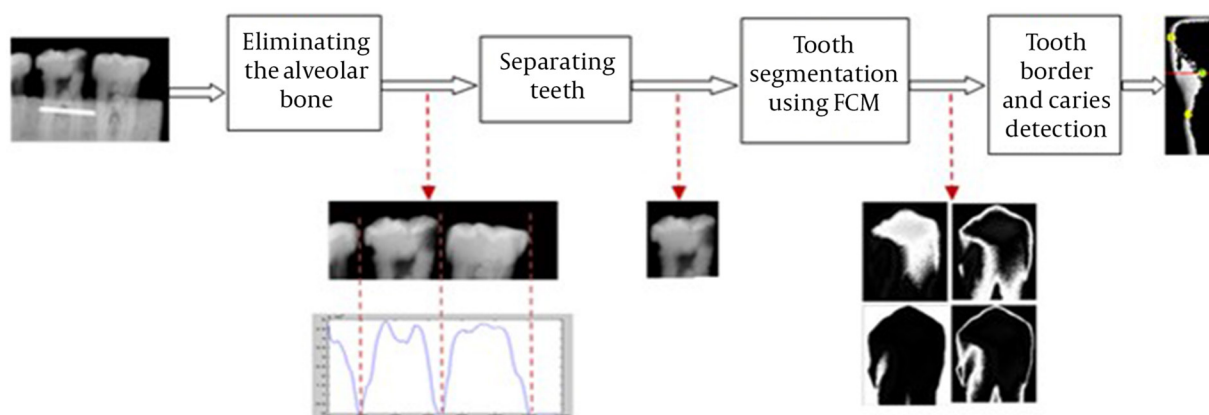 Eliminating
the alveolar
bone
Separating
teeth
Tooth
segmentation
using FCM
Tooth
border
and caries
detection